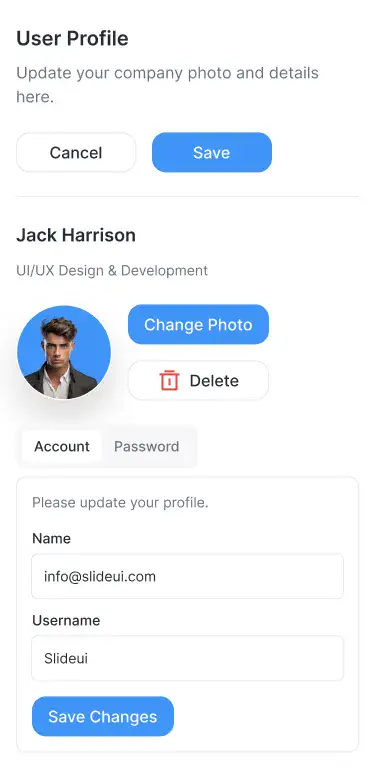 User Profile
Update your company photo and details
here.
Cancel
Save
Jack Harrison
UI/UX Design & Development
Change Photo
Delete
Account
Password
Please update your profile.
Name
info@slideui.com
Username
Slideui
Save Changes